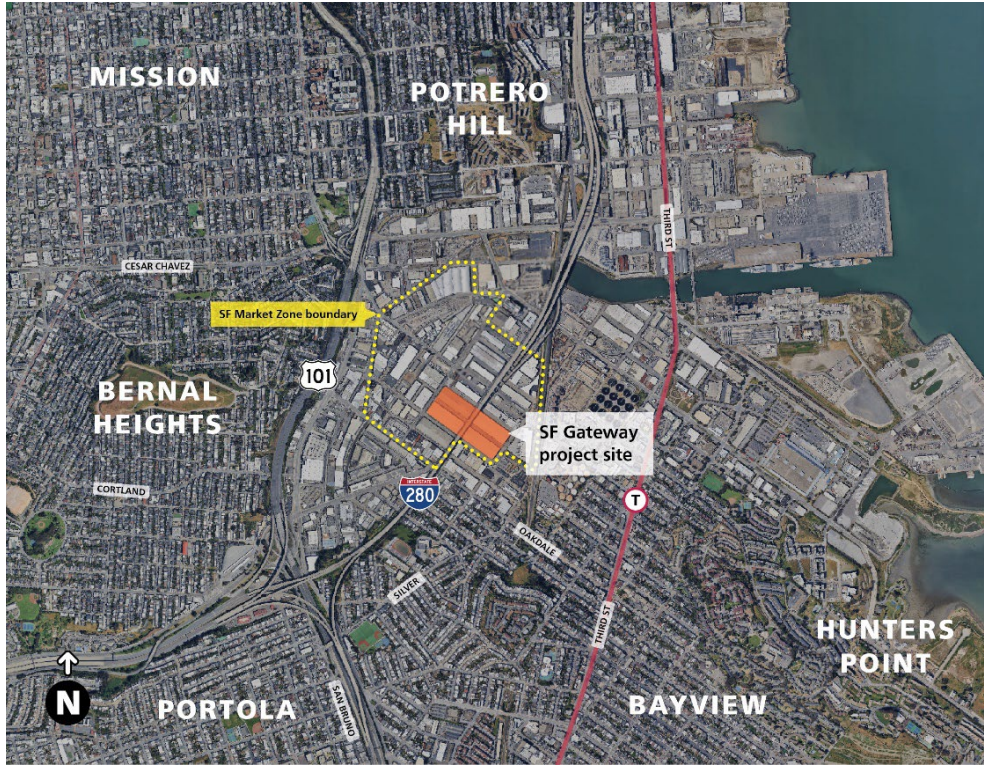 MISSION
POTRERO
HILL
THIRD ST
CESAR CHAVEZ
SF Market Zone boundary
101
BERNAL
HEIGHTS
SF Gateway
project site
INTERSTATE
280
CORTLAND
T
OAKDALE
SILVER
THIRD ST
HUNTERS
POINT
N
PORTOLA
SAN BRUNO
BAYVIEW